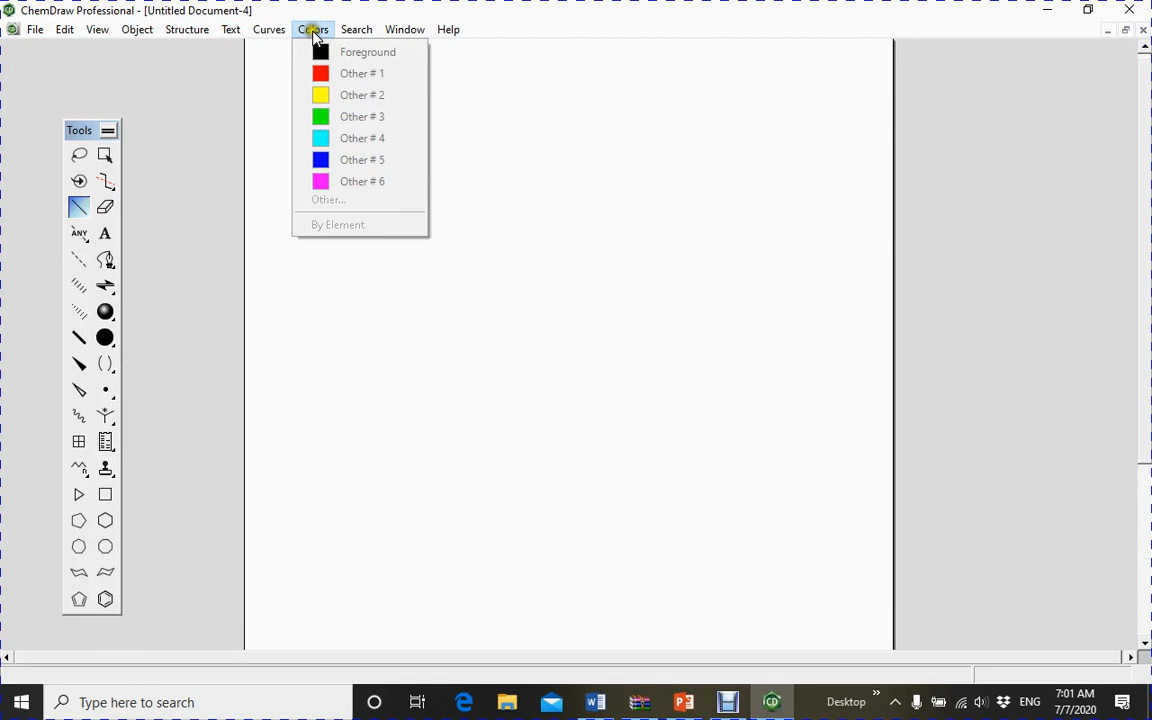 ChemDraw Professional - [Untitled Document-4]
File Edit View Object Structure Text Curves Colors Search Window Help
Foreground
Other # 1
Other # 2
Other # 3
Other # 4
Other # 5
Other # 6
Other...
By Element
Tools
ANY A
Type here to search
Desktop
ENG
7:01 AM
7/7/2020